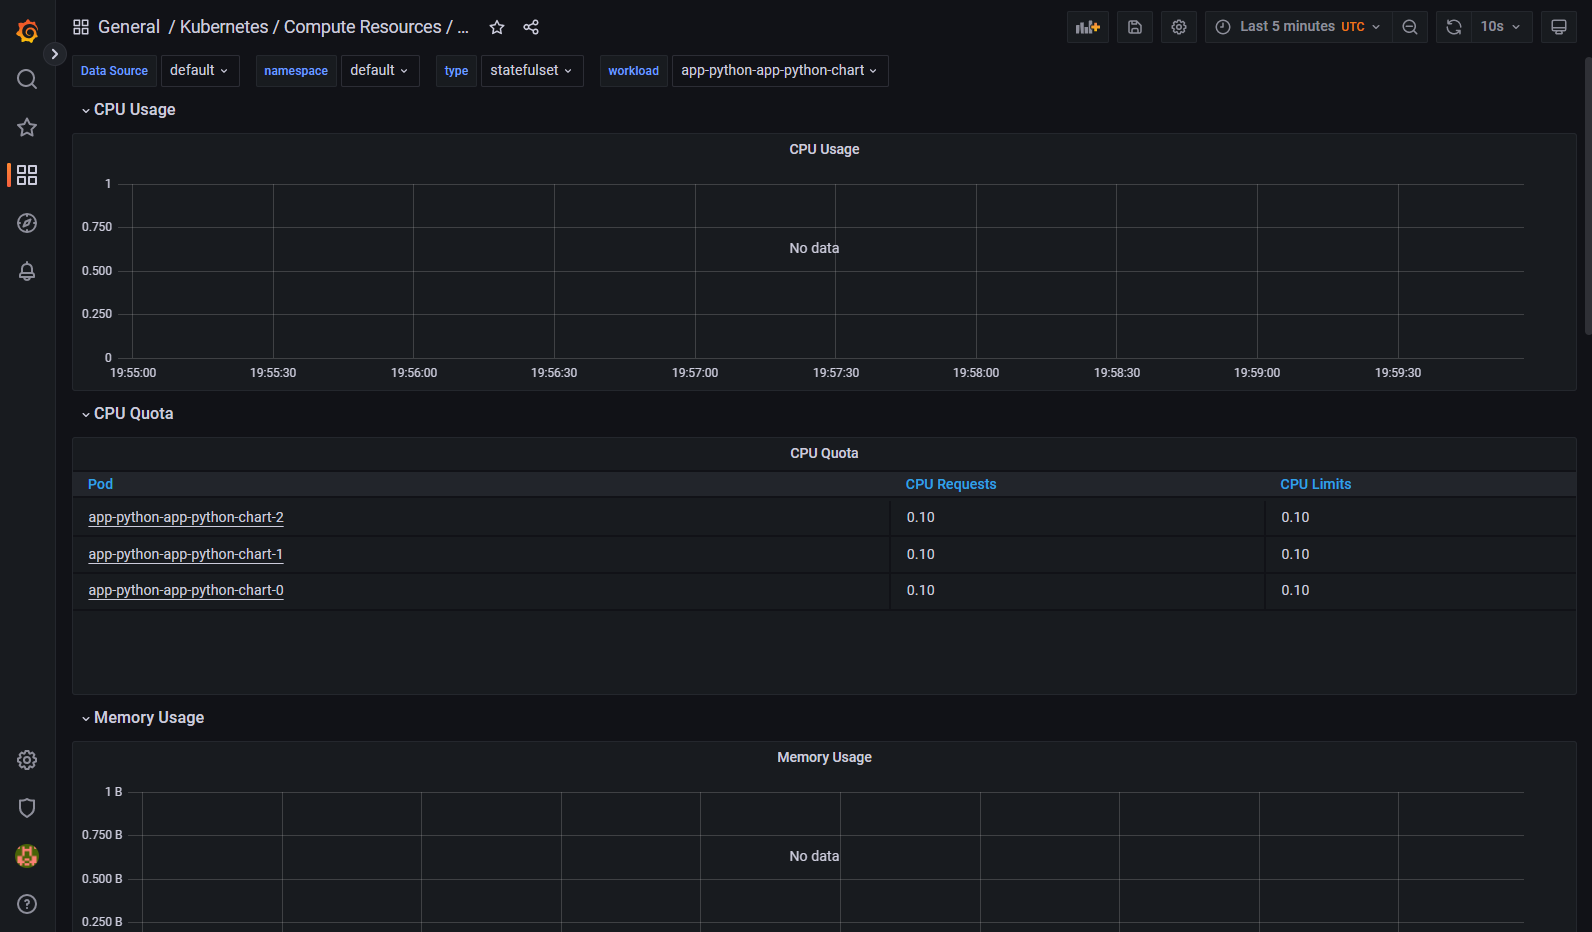 General / Kubernetes / Compute Resources / ...
Last 5 minutes UTC
10s
Data Source default namespace default type statefulset workload app-python-app-python-chart
CPU Usage
CPU Usage
1
0.750
No data
0.500
0.250
0
19:55:00 19:55:30 19:56:00 19:56:30 19:57:00 19:57:30 19:58:00 19:58:30 19:59:00 19:59:30
CPU Quota
CPU Quota
Pod CPU Requests CPU Limits
app-python-app-python-chart-2 0.10 0.10
app-python-app-python-chart-1 0.10 0.10
app-python-app-python-chart-0 0.10 0.10
Memory Usage
Memory Usage
1 B
0.750 B
No data
0.500 B
0.250 B